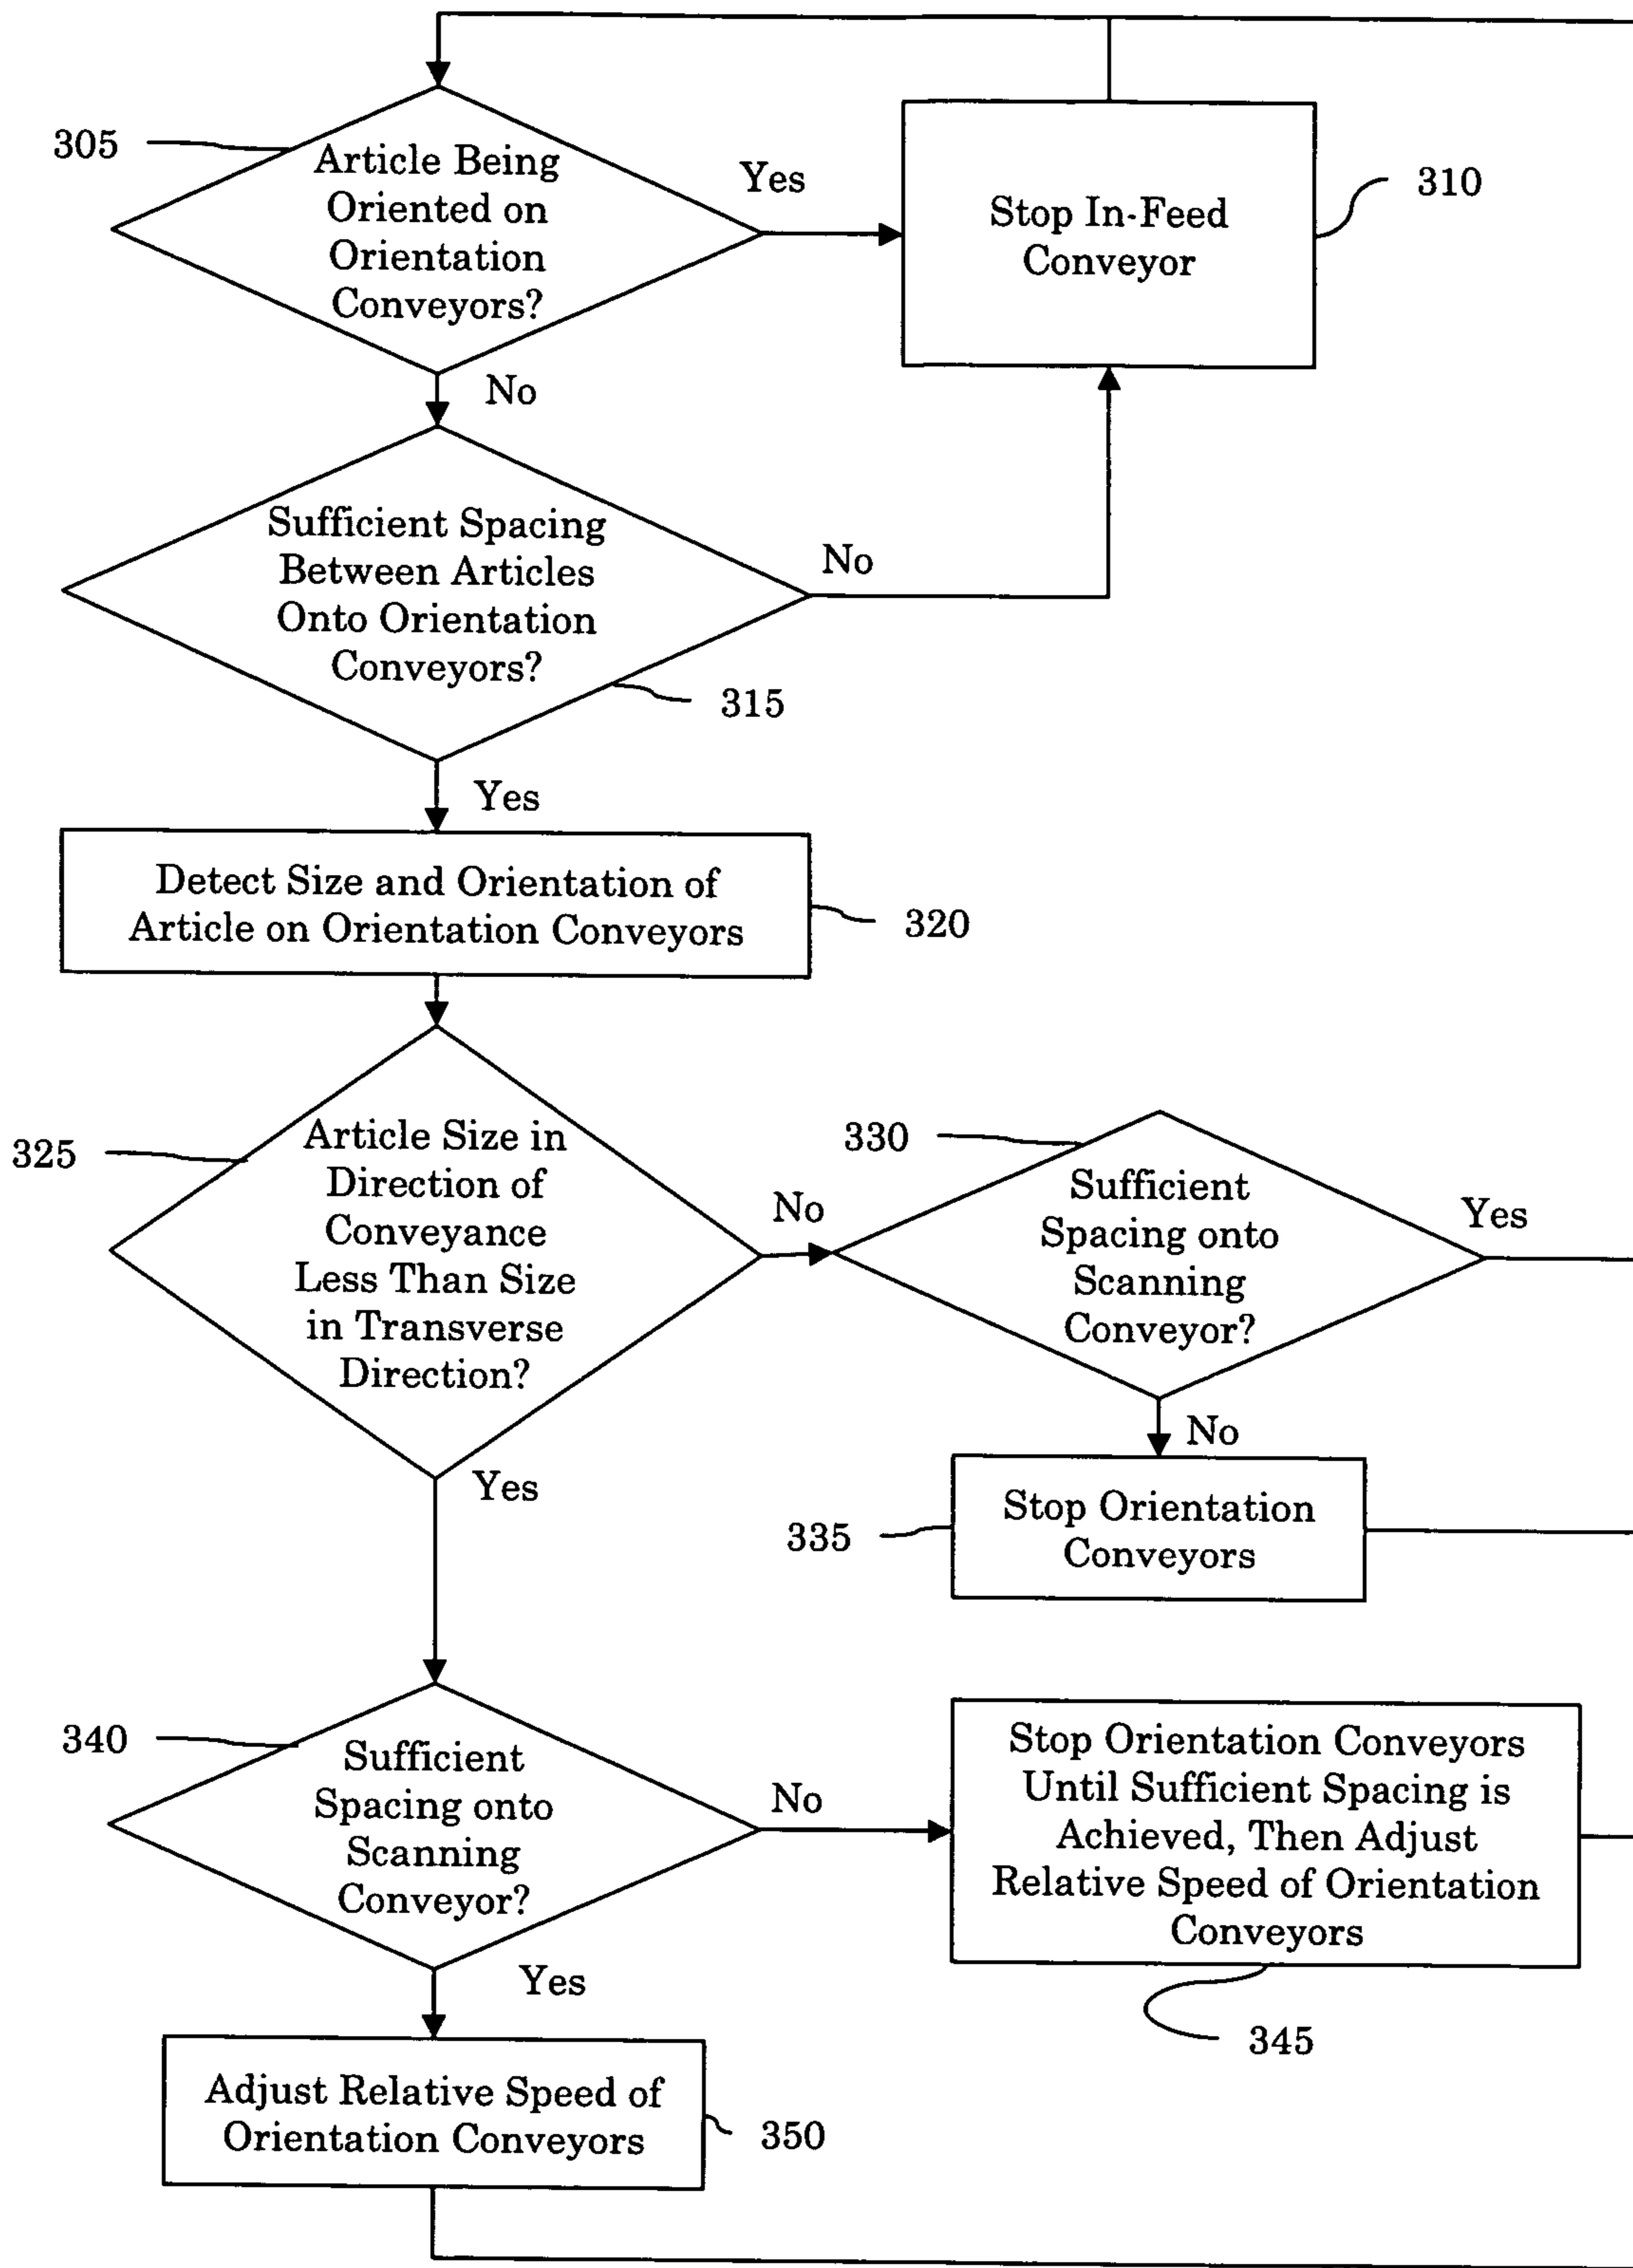 305
Article Being
Oriented on
Orientation
Conveyors?
Yes
Stop In-Feed
Conveyor
310
No
Sufficient Spacing
Between Articles
Onto Orientation
Conveyors?
No
315
Yes
Detect Size and Orientation of
Article on Orientation Conveyors
320
325
Article Size in
Direction of
Conveyance
Less Than Size
in Transverse
Direction?
No
330
Sufficient
Spacing onto
Scanning
Conveyor?
Yes
No
Yes
335
Stop Orientation
Conveyors
340
Sufficient
Spacing onto
Scanning
Conveyor?
No
Stop Orientation Conveyors
Until Sufficient Spacing is
Achieved, Then Adjust
Relative Speed of Orientation
Conveyors
345
Yes
Adjust Relative Speed of
Orientation Conveyors
350